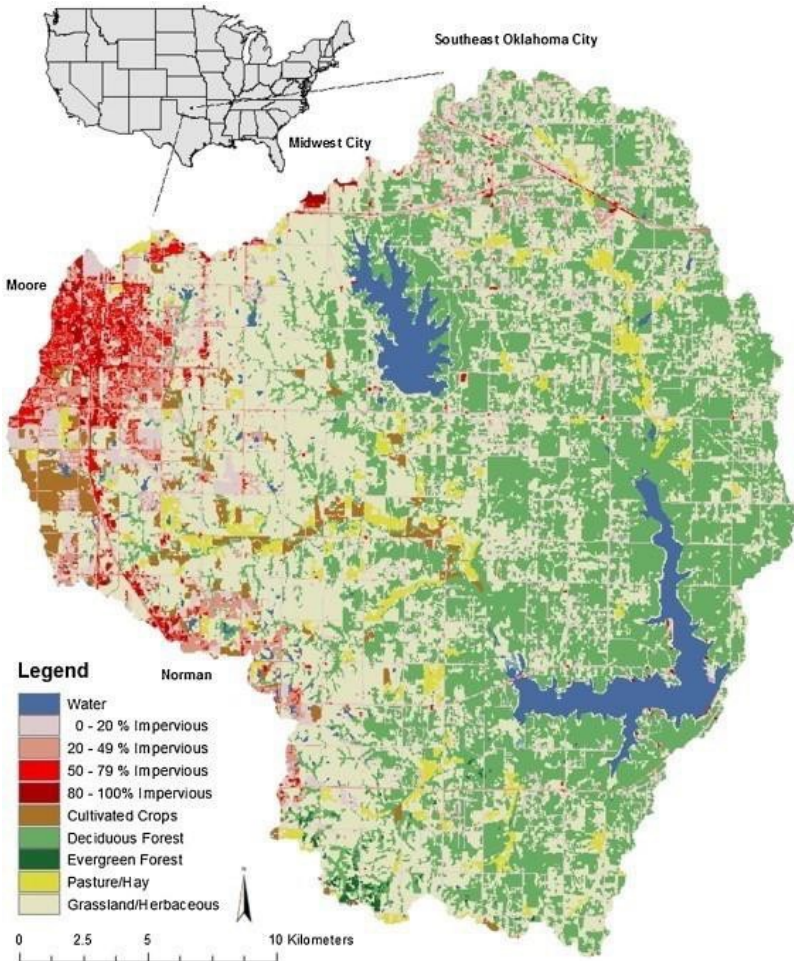 Southeast Oklahoma City
Midwest City
Moore
Norman
Legend
Water
0 - 20 % Impervious
20 - 49 % Impervious
50 - 79 % Impervious
80 - 100% Impervious
Cultivated Crops
Deciduous Forest
Evergreen Forest
Pasture/Hay
Grassland/Herbaceous
0 2.5 5 10 Kilometers